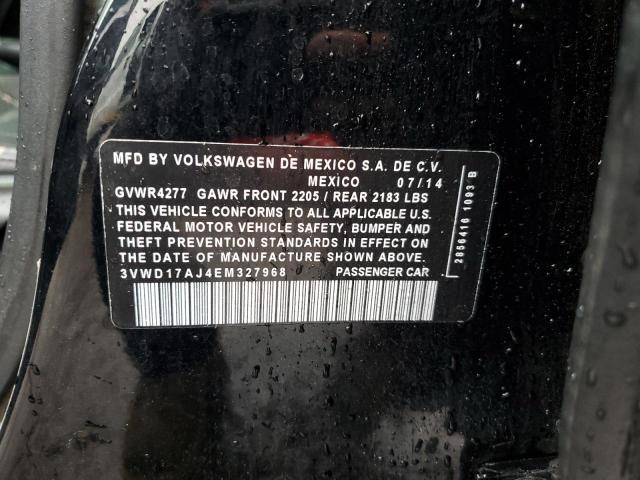 MFD BY VOLKSWAGEN DE MEXICO S.A. DE C.V.
MEXICO 07/14
GVWR4277 GAWR FRONT 2205 / REAR 2183 LBS
THIS VEHICLE CONFORMS TO ALL APPLICABLE U.S.
FEDERAL MOTOR VEHICLE SAFETY, BUMPER AND
THEFT PREVENTION STANDARDS IN EFFECT ON
THE DATE OF MANUFACTURE SHOWN ABOVE.
3VWD17AJ4EM327968 PASSENGER CAR
2856416 1093 B